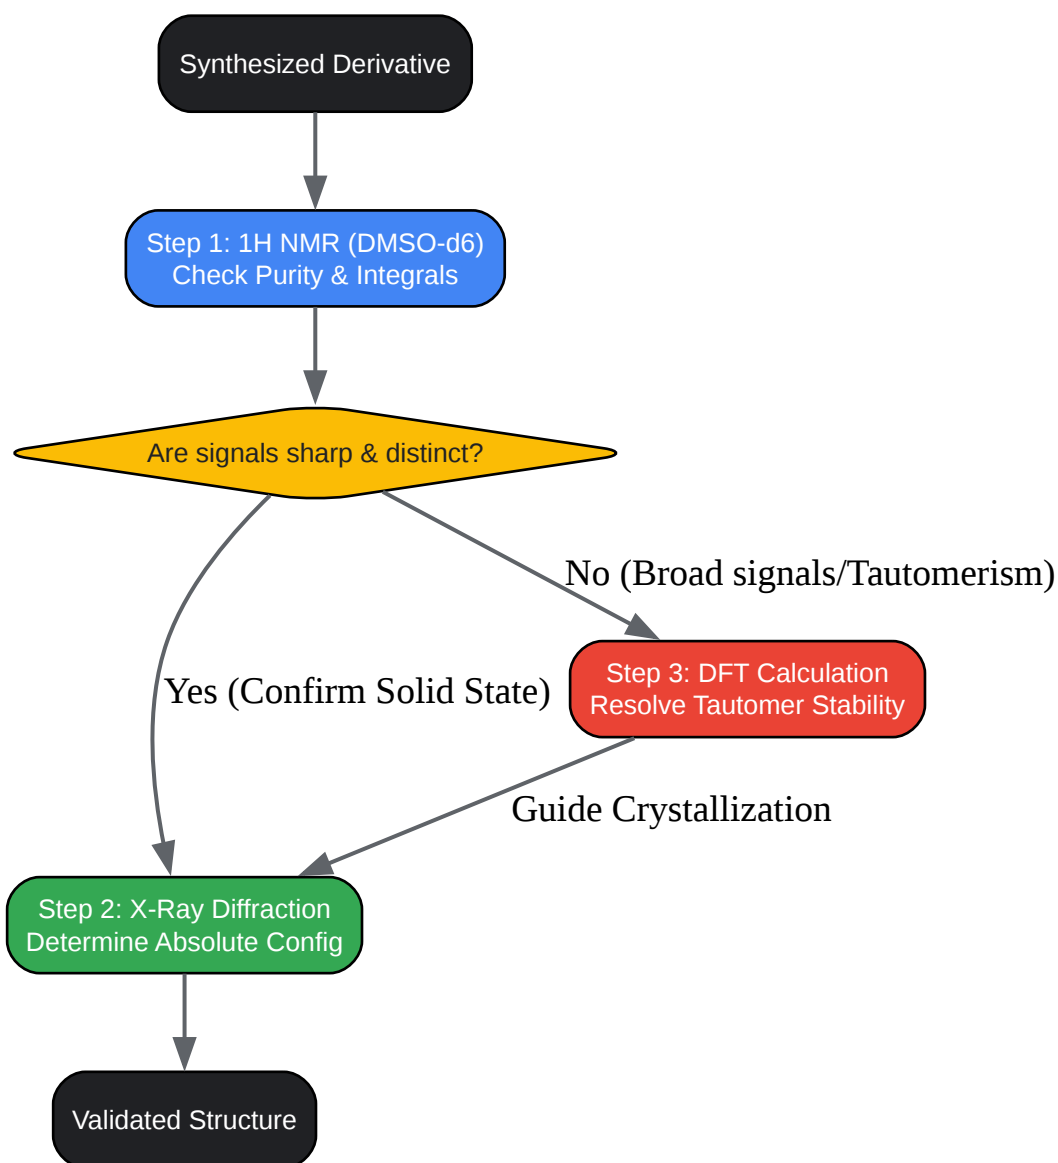 Synthesized Derivative
Step 1: 1H NMR (DMSO-d6)
Check Purity & Integrals
Are signals sharp & distinct?
No (Broad signals/Tautomerism)
Step 3: DFT Calculation
Resolve Tautomer Stability
Yes (Confirm Solid State)
Guide Crystallization
Step 2: X-Ray Diffraction
Determine Absolute Config
Validated Structure